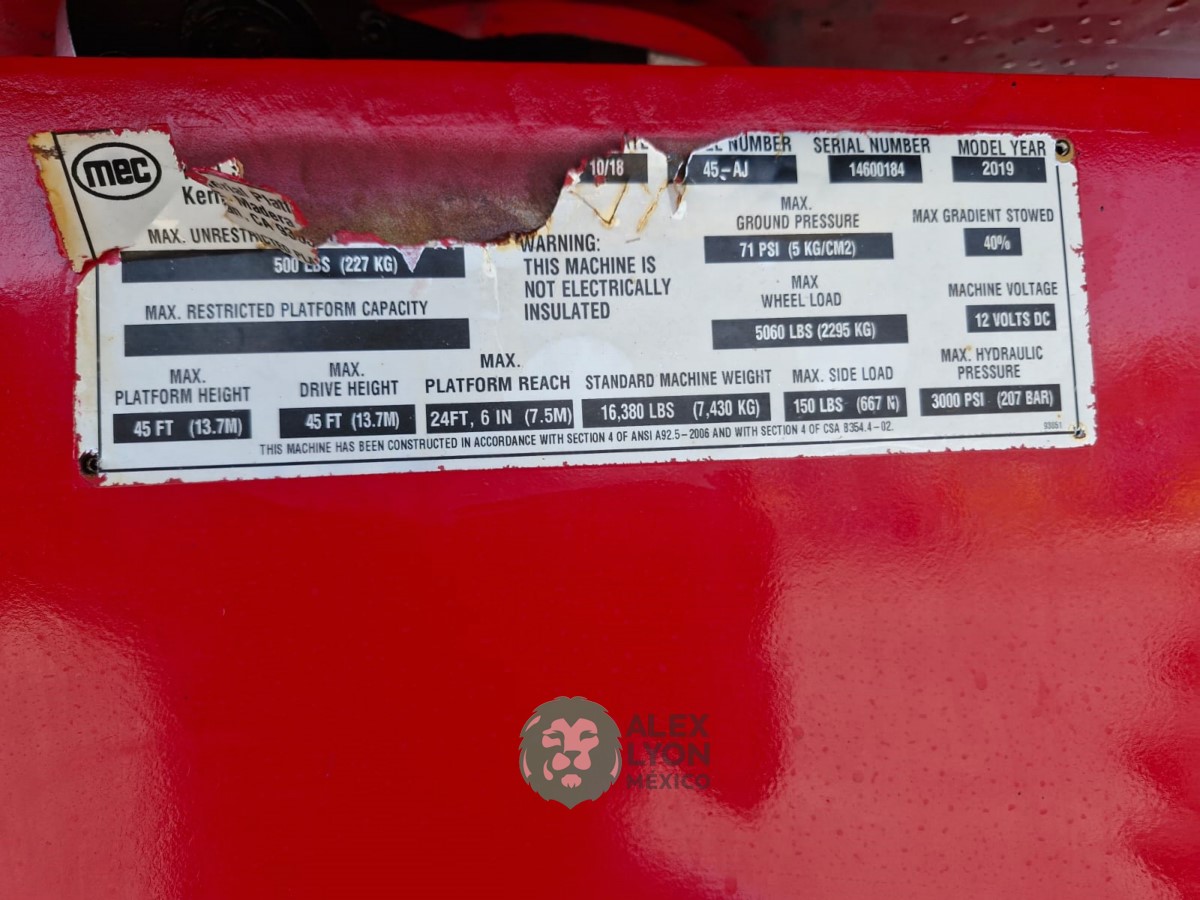 mec
Kern
Madera
, CA
MAX. UNRESTRICTED
500 LBS (227 KG)
MAX. RESTRICTED PLATFORM CAPACITY
MAX.
PLATFORM HEIGHT
45 FT (13.7M)
MAX.
DRIVE HEIGHT
45 FT (13.7M)
MAX.
PLATFORM REACH
24FT, 6 IN (7.5M)
WARNING:
THIS MACHINE IS
NOT ELECTRICALLY
INSULATED
STANDARD MACHINE WEIGHT
16,380 LBS (7,430 KG)
10/18
NUMBER
45-AJ
SERIAL NUMBER
14600184
MODEL YEAR
2019
MAX.
GROUND PRESSURE
71 PSI (5 KG/CM2)
MAX GRADIENT STOWED
40%
MAX
WHEEL LOAD
5060 LBS (2295 KG)
MACHINE VOLTAGE
12 VOLTS DC
MAX. SIDE LOAD
150 LBS (667 N)
MAX. HYDRAULIC
PRESSURE
3000 PSI (207 BAR)
THIS MACHINE HAS BEEN CONSTRUCTED IN ACCORDANCE WITH SECTION 4 OF ANSI A92.5-2006 AND WITH SECTION 4 OF CSA B354.4-02.
ALEX
LYON
MÉXICO